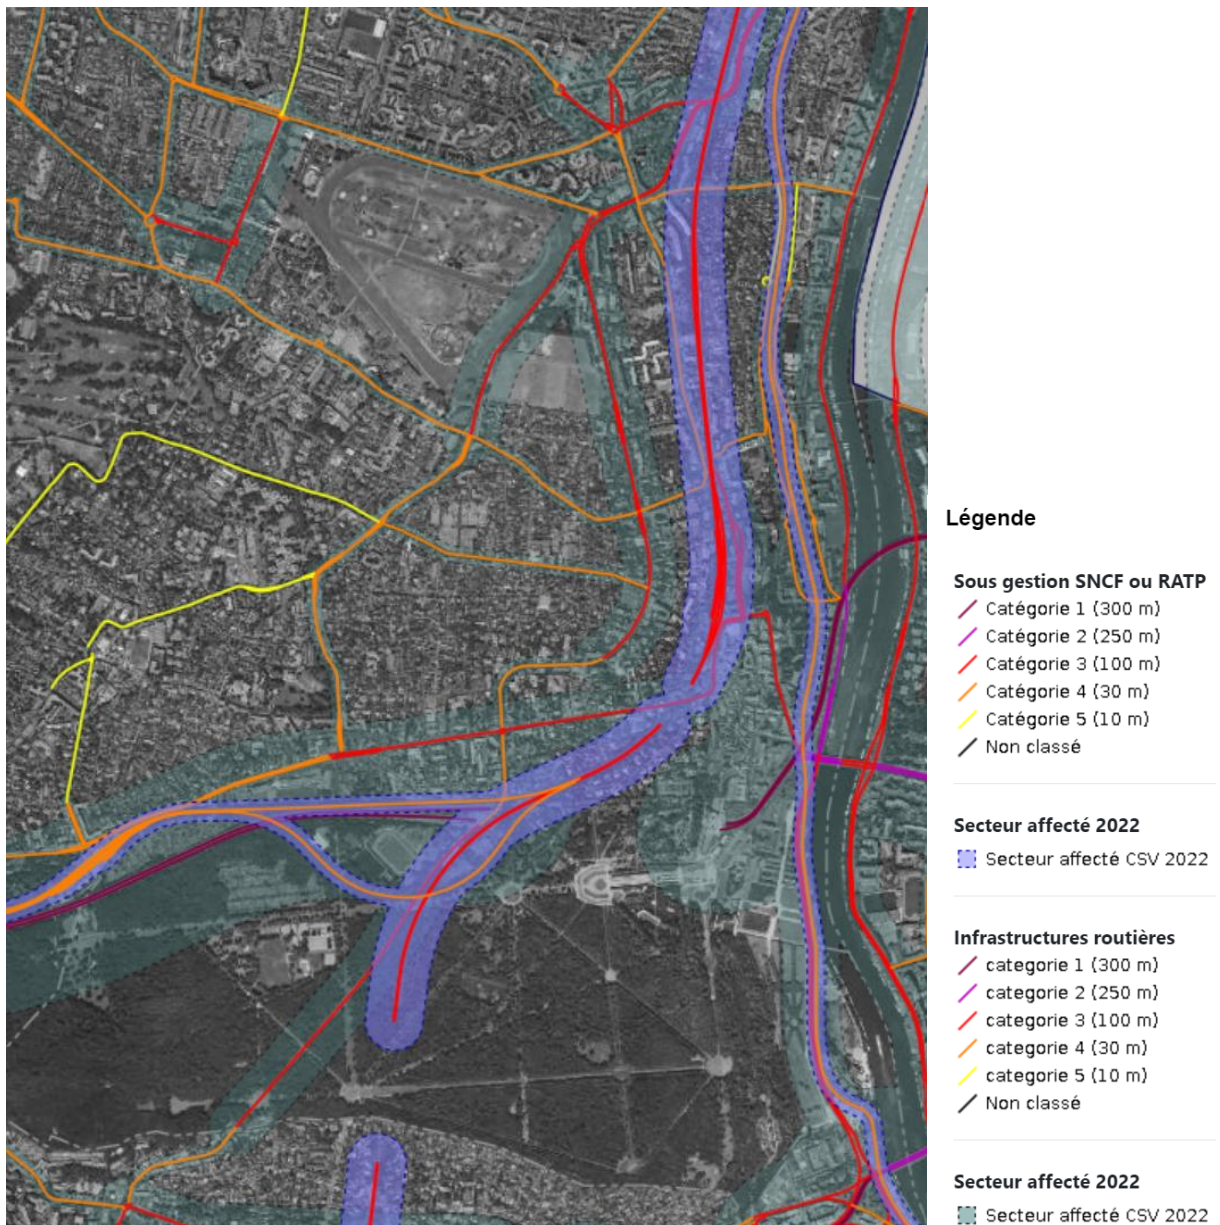 Légende
Sous gestion SNCF ou RATP
Catégorie 1 (300 m)
Catégorie 2 (250 m)
Catégorie 3 (100 m)
Catégorie 4 (30 m)
Catégorie 5 (10 m)
Non classé
Secteur affecté 2022
Secteur affecté CSV 2022
Infrastructures routières
categorie 1 (300 m)
categorie 2 (250 m)
categorie 3 (100 m)
categorie 4 (30 m)
categorie 5 (10 m)
Non classé
Secteur affecté 2022
Secteur affecté CSV 2022